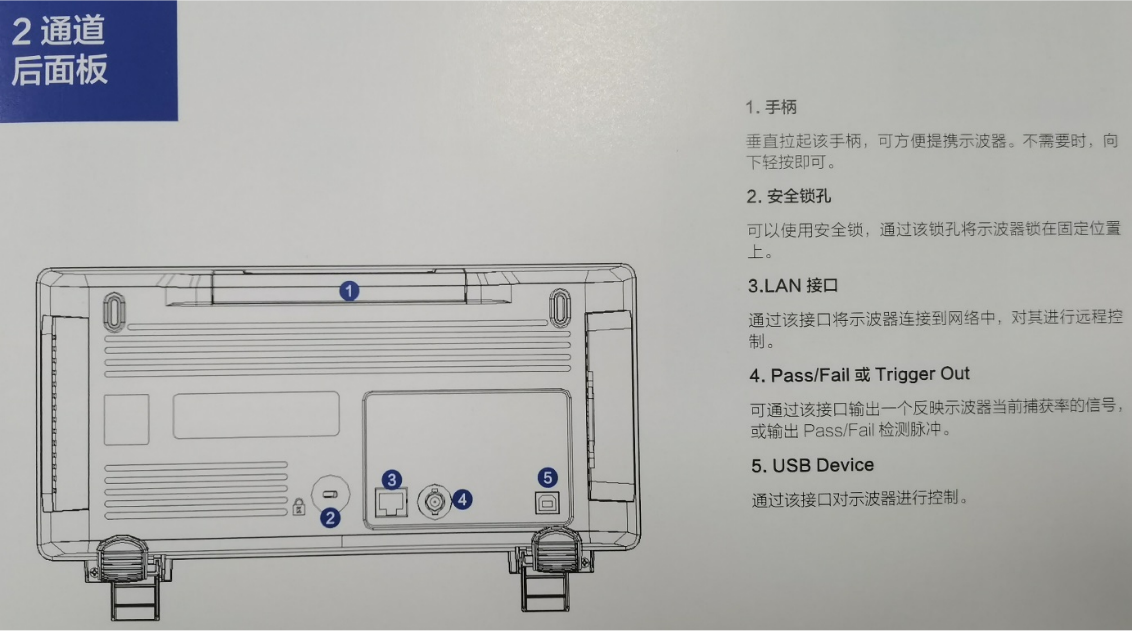 2 通道
后面板
1. 手柄
垂直拉起该手柄，可方便提携示波器。不需要时，向
下轻按即可。
2. 安全锁孔
可以使用安全锁，通过该锁孔将示波器锁在固定位置
上。
3.LAN 接口
通过该接口将示波器连接到网络中，对其进行远程控
制。
4. Pass/Fail 或 Trigger Out
可通过该接口输出一个反映示波器当前捕获率的信号，
或输出 Pass/Fail 检测脉冲。
5. USB Device
通过该接口对示波器进行控制。
1
2
3
4
5